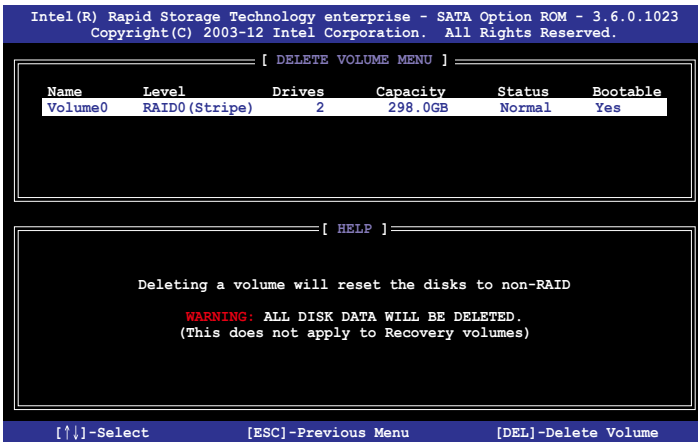 Intel(R) Rapid Storage Technology enterprise - SATA Option ROM - 3.6.0.1023
Copyright(C) 2003-12 Intel Corporation. All Rights Reserved.
[ DELETE VOLUME MENU ]
Name Level Drives Capacity Status Bootable
Volume0 RAID0(Stripe) 2 298.0GB Normal Yes
[ HELP ]
Deleting a volume will reset the disks to non-RAID
WARNING: ALL DISK DATA WILL BE DELETED.
(This does not apply to Recovery volumes)
[↑↓]-Select [ESC]-Previous Menu [DEL]-Delete Volume